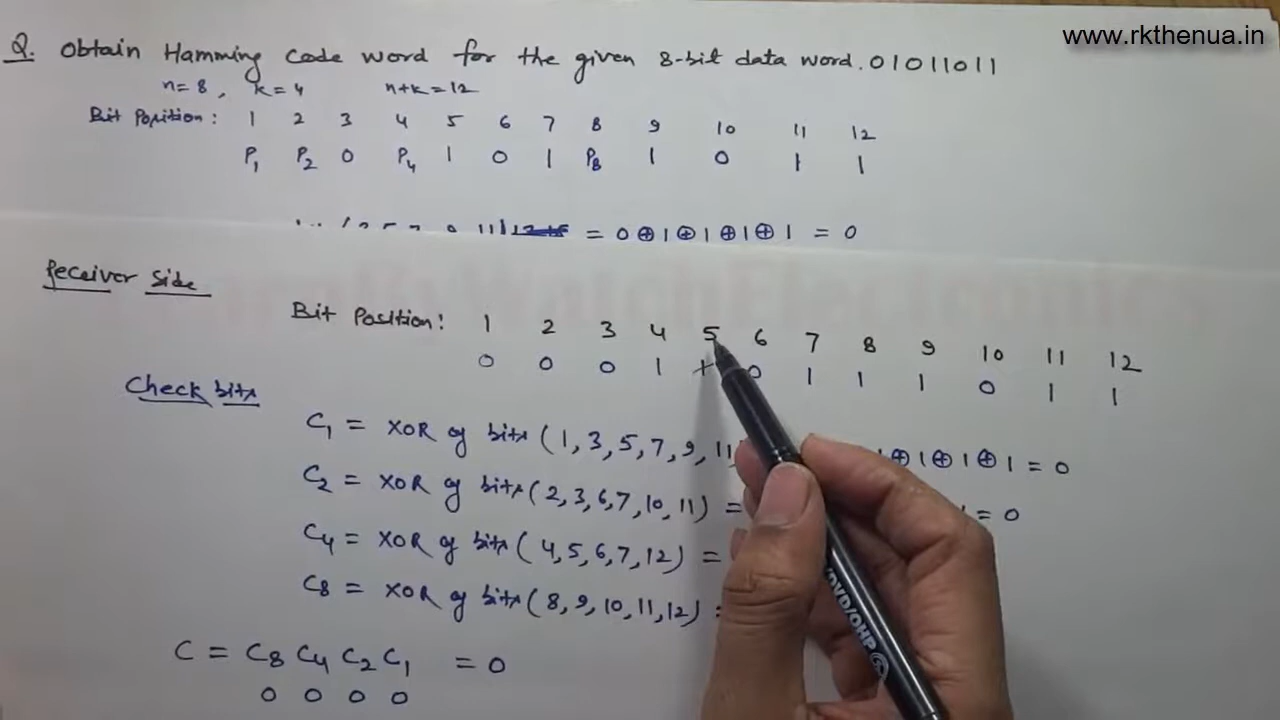 www.rkthenua.in
Q. Obtain Hamming Code word for the given 8-bit data word. 01011011
n=8, k=4 n+k=12
Bit Position: 1 2 3 4 5 6 7 8 9 10 11 12
P1 P2 0 P4 1 0 1 P8 1 0 1 1
= 0⊕1⊕1⊕1⊕1 = 0
Receiver Side
Bit Position: 1 2 3 4 5 6 7 8 9 10 11 12
0 0 0 1 1 0 1 1 1 0 1 1
Check bits
C1 = XOR of bits (1, 3, 5, 7, 9, 11 ⊕1⊕1⊕1 = 0
C2 = XOR of bits (2, 3, 6, 7, 10, 11) = 1 = 0
C4 = XOR of bits (4, 5, 6, 7, 12) =
C8 = XOR of bits (8, 9, 10, 11, 12) =
C = C8 C4 C2 C1 = 0
0 0 0 0
DVD/OHP